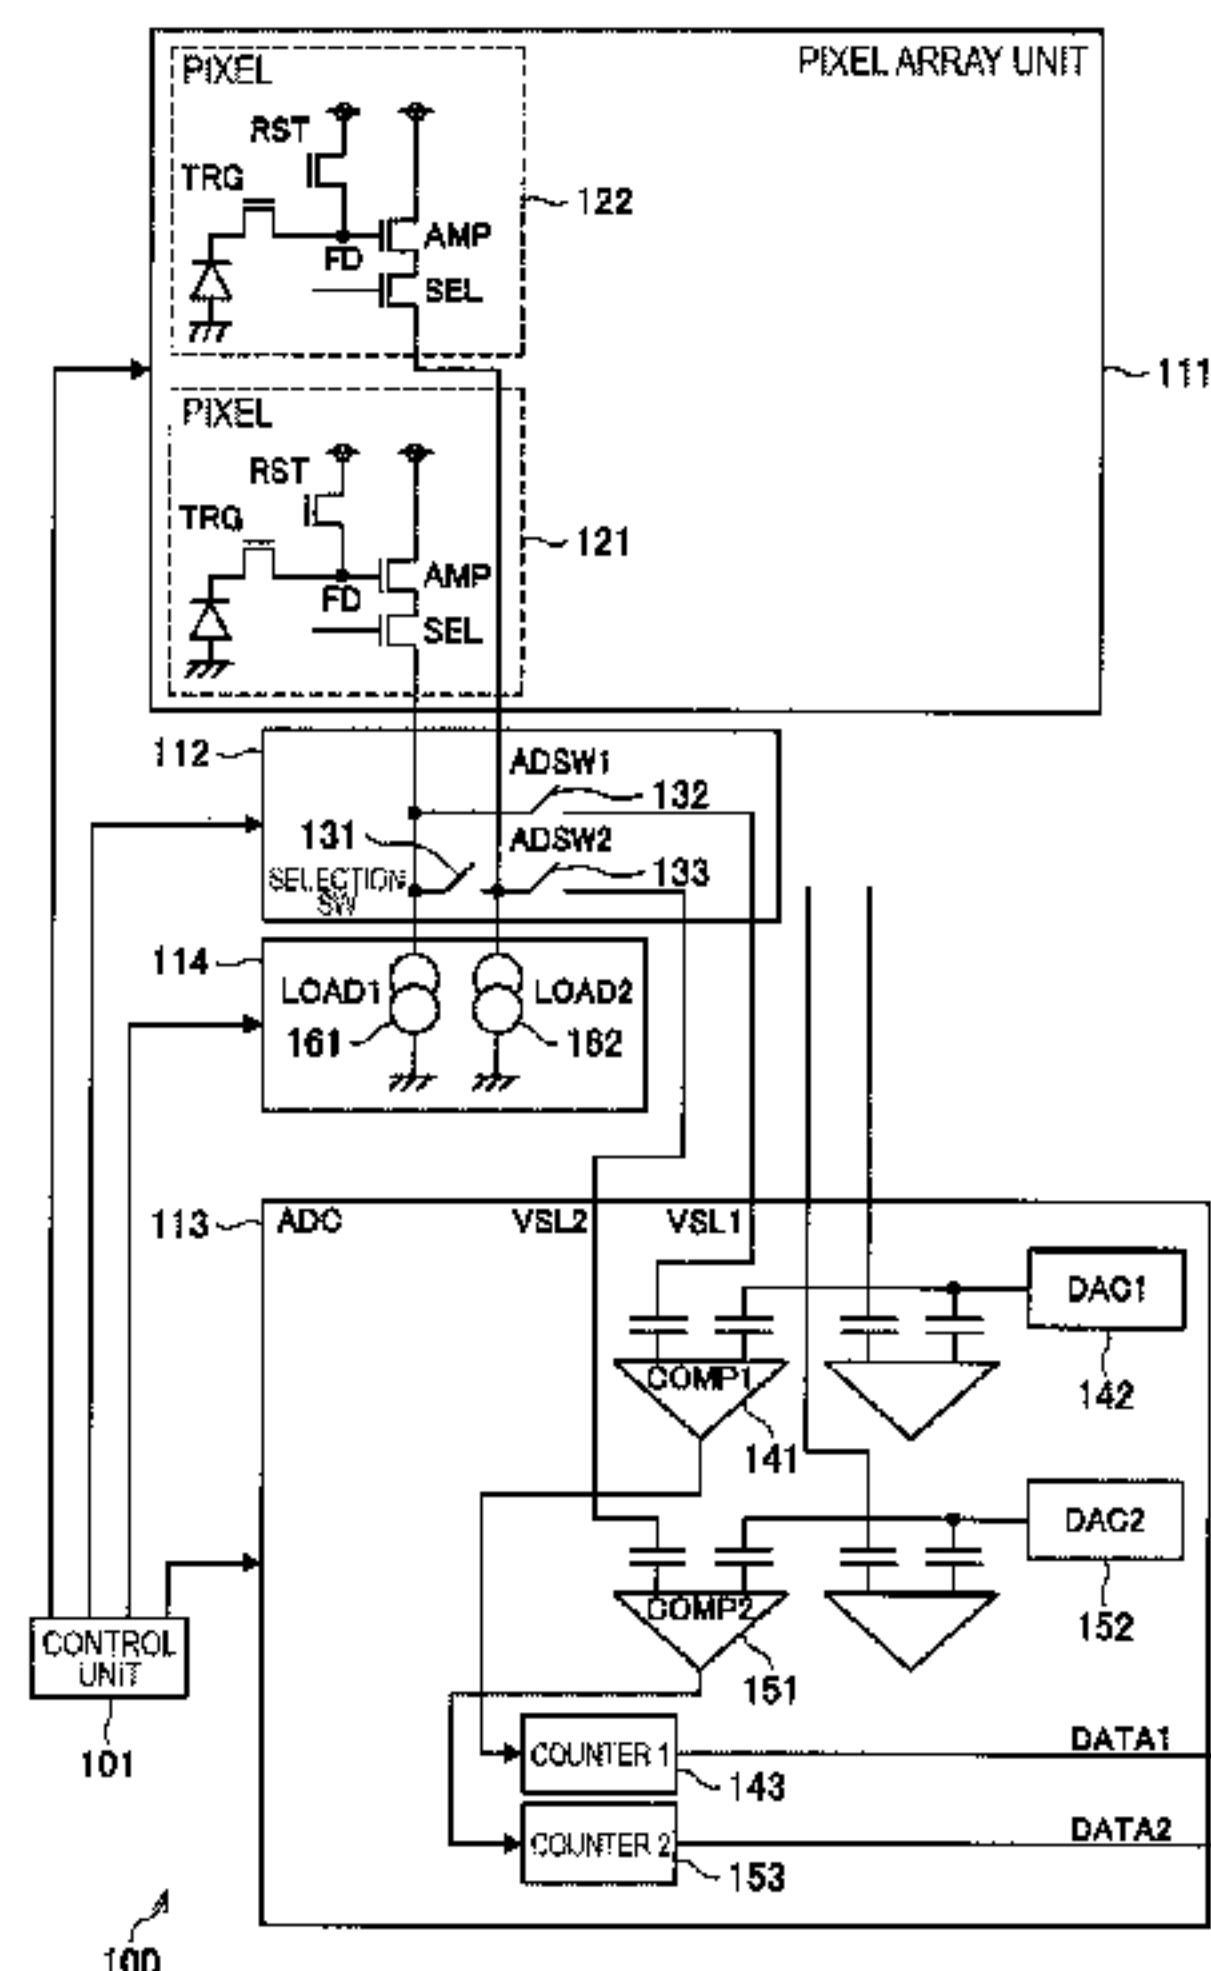 PIXEL ARRAY UNIT
PIXEL
RST
TRG
122
AMP
FD
SEL
111
PIXEL
RST
TRG
121
AMP
FD
SEL
112
ADSW1
132
131
ADSW2
133
SELECTION
SW
114
LOAD1
LOAD2
161
162
113
ADC
VSL2
VSL1
DAC1
COMP1
142
141
DAC2
COMP2
152
151
CONTROL
UNIT
101
COUNTER 1
DATA1
143
COUNTER 2
DATA2
153
100